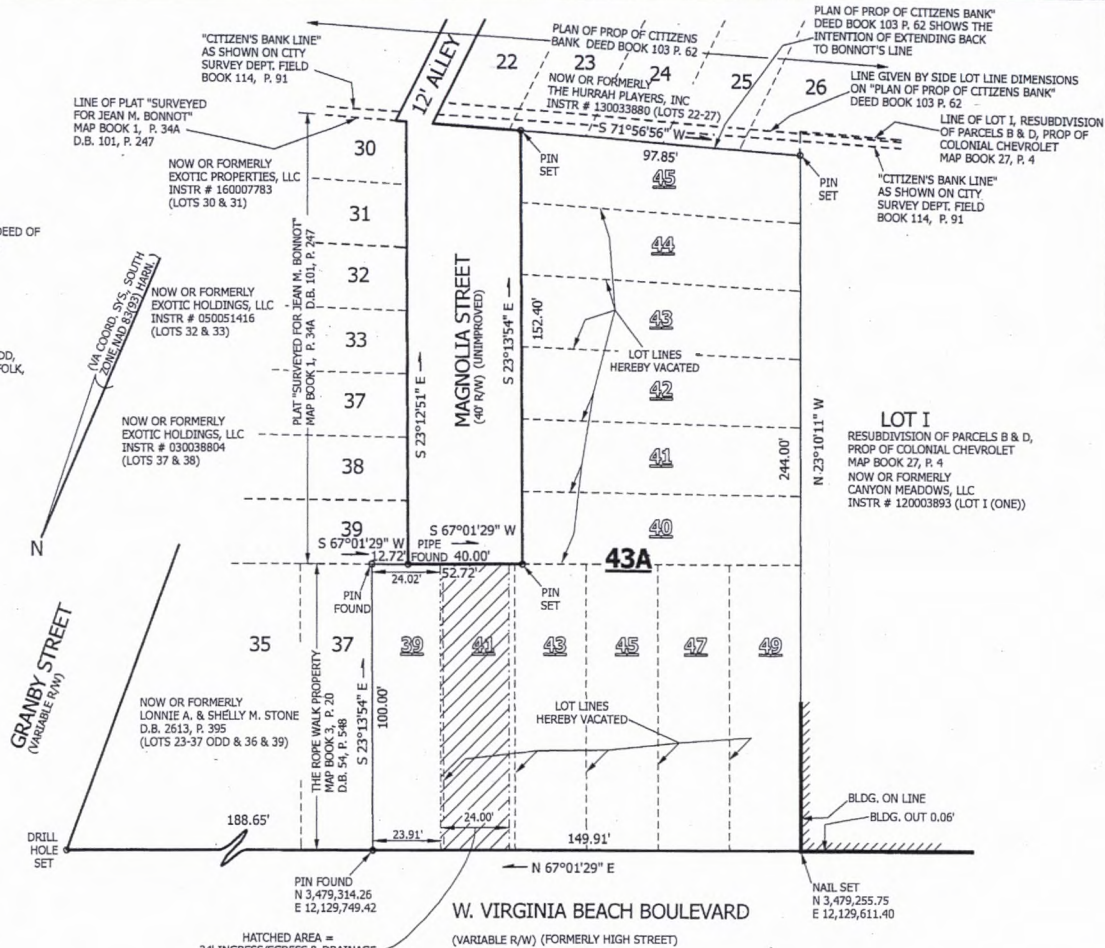 PLAN OF PROP OF CITIZENS BANK"
DEED BOOK 103 P. 62 SHOWS THE
INTENTION OF EXTENDING BACK
TO BONNOT'S LINE
PLAN OF PROP OF CITIZENS
BANK DEED BOOK 103 P. 62
"CITIZEN'S BANK LINE"
AS SHOWN ON CITY
SURVEY DEPT. FIELD
BOOK 114, P. 91
12' ALLEY
22
23
24
25
26
NOW OR FORMERLY
THE HURRAH PLAYERS, INC
INSTR # 130033880 (LOTS 22-27)
S 71°56'56" W
97.85'
LINE GIVEN BY SIDE LOT LINE DIMENSIONS
ON "PLAN OF PROP OF CITIZENS BANK"
DEED BOOK 103 P. 62
LINE OF LOT I, RESUBDIVISION
OF PARCELS B & D, PROP OF
COLONIAL CHEVROLET
MAP BOOK 27, P. 4
LINE OF PLAT "SURVEYED
FOR JEAN M. BONNOT"
MAP BOOK 1, P. 34A
D.B. 101, P. 247
"CITIZEN'S BANK LINE"
AS SHOWN ON CITY
SURVEY DEPT. FIELD
BOOK 114, P. 91
PIN
SET
PIN
SET
NOW OR FORMERLY
EXOTIC PROPERTIES, LLC
INSTR # 160007783
(LOTS 30 & 31)
30
31
32
33
37
38
39
45
44
43
42
41
40
DEED OF
(VA COORD. SYS., SOUTH
ZONE, NAD 83(93) HARN.)
N
NOW OR FORMERLY
EXOTIC HOLDINGS, LLC
INSTR # 050051416
(LOTS 32 & 33)
NOW OR FORMERLY
EXOTIC HOLDINGS, LLC
INSTR # 030038804
(LOTS 37 & 38)
PLAT "SURVEYED FOR JEAN M. BONNOT"
MAP BOOK 1, P. 34A D.B. 101, P. 247
S 23°12'51" E
MAGNOLIA STREET
(40' R/W) (UNIMPROVED)
S 23°13'54" E
152.40'
LOT LINES
HEREBY VACATED
244.00'
N 23°10'11" W
LOT I
RESUBDIVISION OF PARCELS B & D,
PROP OF COLONIAL CHEVROLET
MAP BOOK 27, P. 4
NOW OR FORMERLY
CANYON MEADOWS, LLC
INSTR # 120003893 (LOT I (ONE))
S 67°01'29" W
S 67°01'29" W
12.72'
PIPE
FOUND
40.00'
52.72'
24.02'
43A
PIN
FOUND
PIN
SET
GRANBY STREET
(VARIABLE R/W)
35
37
39
41
43
45
47
49
NOW OR FORMERLY
LONNIE A. & SHELLY M. STONE
D.B. 2613, P. 395
(LOTS 23-37 ODD & 36 & 39)
THE ROPE WALK PROPERTY
MAP BOOK 3, P. 20
D.B. 54, P. 548
S 23°13'54" E
100.00'
LOT LINES
HEREBY VACATED
BLDG. ON LINE
BLDG. OUT 0.06'
DRILL
HOLE
SET
188.65'
23.91'
24.00'
149.91'
N 67°01'29" E
PIN FOUND
N 3,479,314.26
E 12,129,749.42
NAIL SET
N 3,479,255.75
E 12,129,611.40
W. VIRGINIA BEACH BOULEVARD
(VARIABLE R/W) (FORMERLY HIGH STREET)
HATCHED AREA =